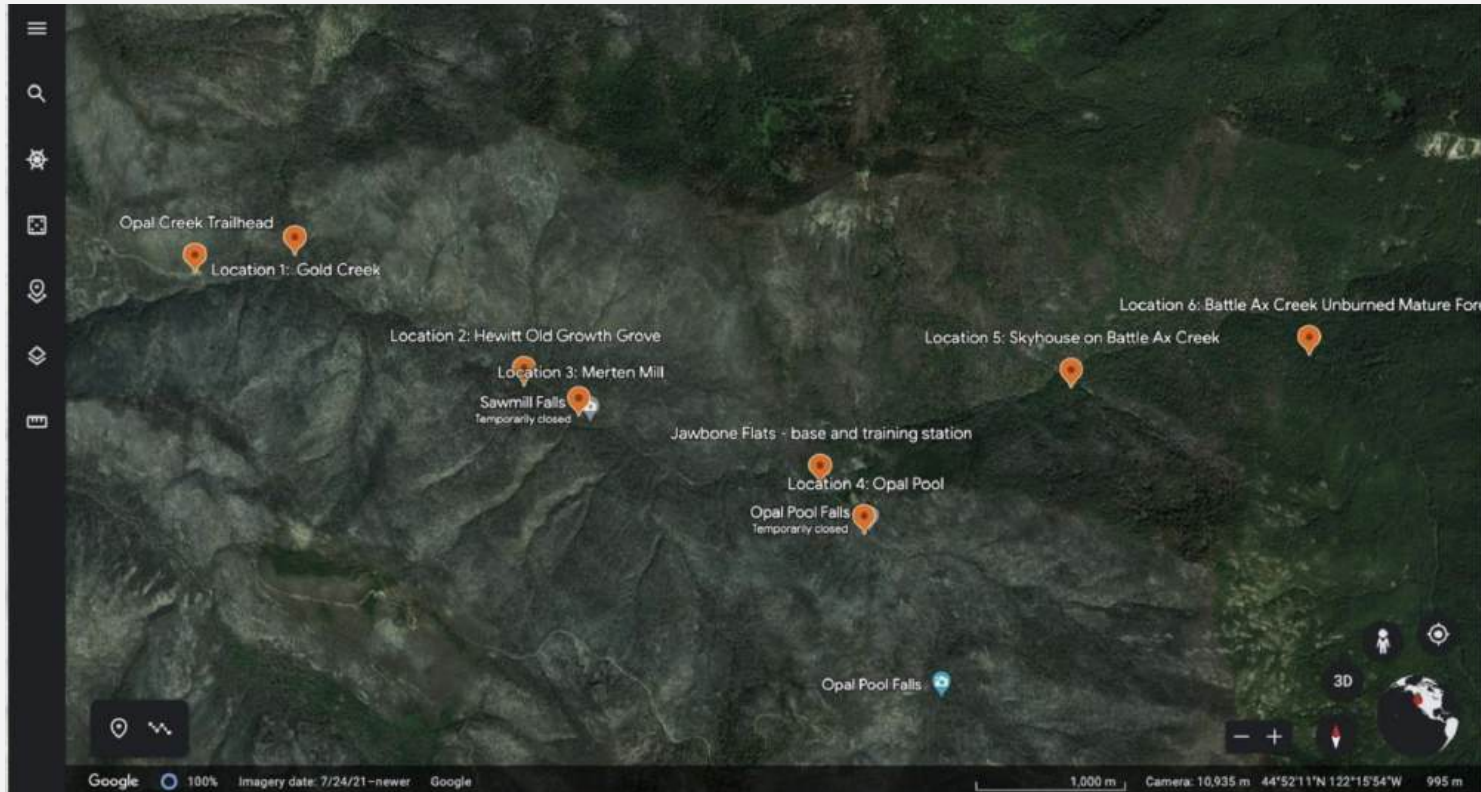 Opal Creek Trailhead
Location 1: Gold Creek
Location 6: Battle Ax Creek Unburned Mature For
Location 2: Hewitt Old Growth Grove
Location 5: Skyhouse on Battle Ax Creek
Location 3: Merten Mill
Sawmill Falls
Temporarily closed
Jawbone Flats - base and training station
Location 4: Opal Pool
Opal Pool Falls
Temporarily closed
Opal Pool Falls
3D
Google 100% Imagery date: 7/24/21–newer Google 1,000 m Camera: 10,935 m 44°52'11"N 122°15'54"W 995 m